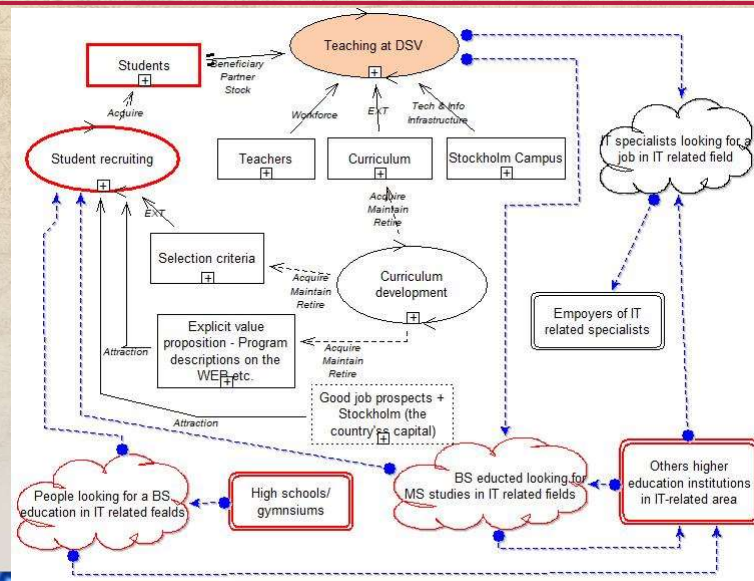 Teaching at DSV
Students
Beneficiary
Partner
Stock
Acquire
Workforce
EXT
Tech & Info
Infrastructure
IT specialists looking for a
job in IT related field
Student recruiting
Teachers
Curriculum
Stockholm Campus
EXT
Acquire
Maintain
Retire
Selection criteria
Acquire
Maintain
Retire
Curriculum
development
Empoyers of IT
related specialists
Explicit value
proposition - Program
descriptions on the
WEB etc.
Attraction
Acquire
Maintain
Retire
Good job prospects +
Stockholm (the
country'ss capital)
Attraction
People looking for a BS
education in IT related fealds
High schools/
gymnsiums
BS educted looking for
MS studies in IT related fields
Others higher
education institutions
in IT-related area